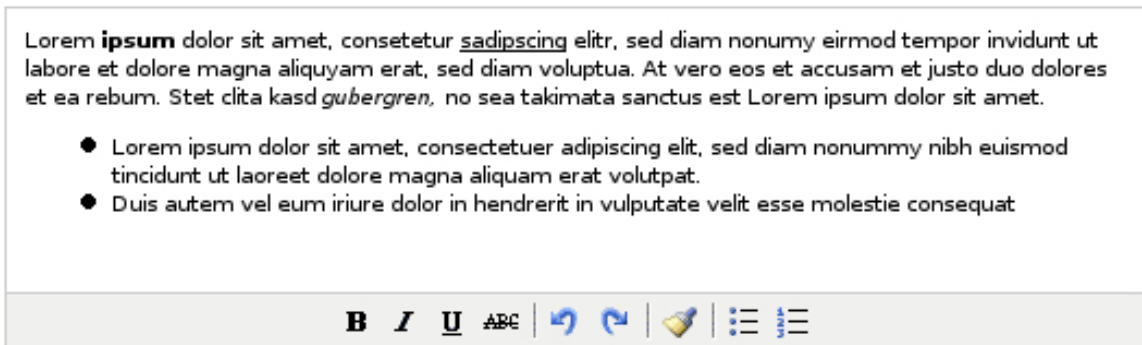 Lorem ipsum dolor sit amet, consetetur sadipscing elitr, sed diam nonumy eirmod tempor invidunt ut
labore et dolore magna aliquyam erat, sed diam voluptua. At vero eos et accusam et justo duo dolores
et ea rebum. Stet clita kasd gubergren, no sea takimata sanctus est Lorem ipsum dolor sit amet.
● Lorem ipsum dolor sit amet, consectetuer adipiscing elit, sed diam nonummy nibh euismod
tincidunt ut laoreet dolore magna aliquam erat volutpat.
● Duis autem vel eum iriure dolor in hendrerit in vulputate velit esse molestie consequat
B I U ABC